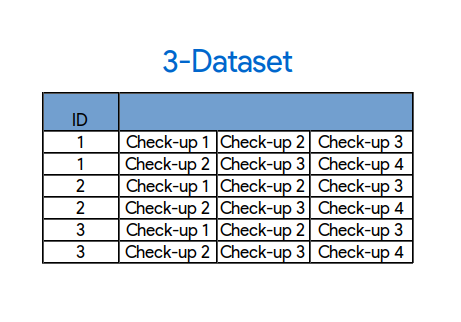 3-Dataset
ID
1 Check-up 1 Check-up 2 Check-up 3
1 Check-up 2 Check-up 3 Check-up 4
2 Check-up 1 Check-up 2 Check-up 3
2 Check-up 2 Check-up 3 Check-up 4
3 Check-up 1 Check-up 2 Check-up 3
3 Check-up 2 Check-up 3 Check-up 4